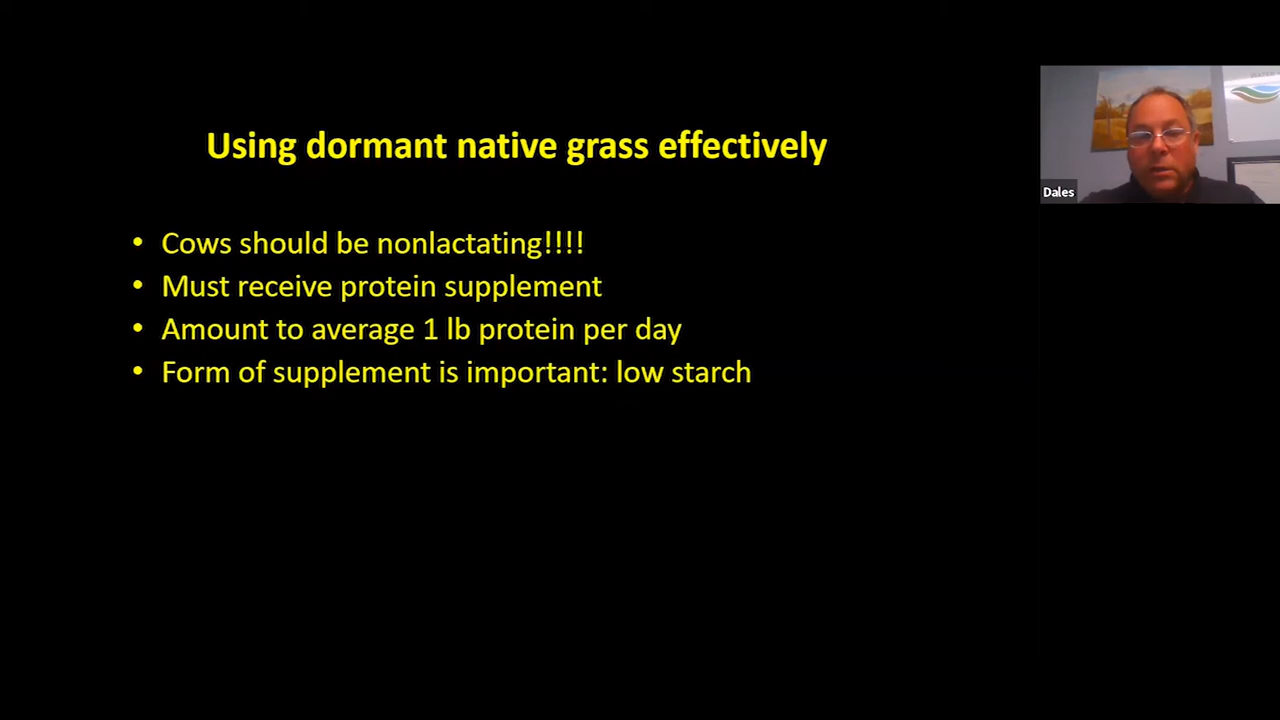 Using dormant native grass effectively
• Cows should be nonlactating!!!!
• Must receive protein supplement
• Amount to average 1 lb protein per day
• Form of supplement is important: low starch
Dales